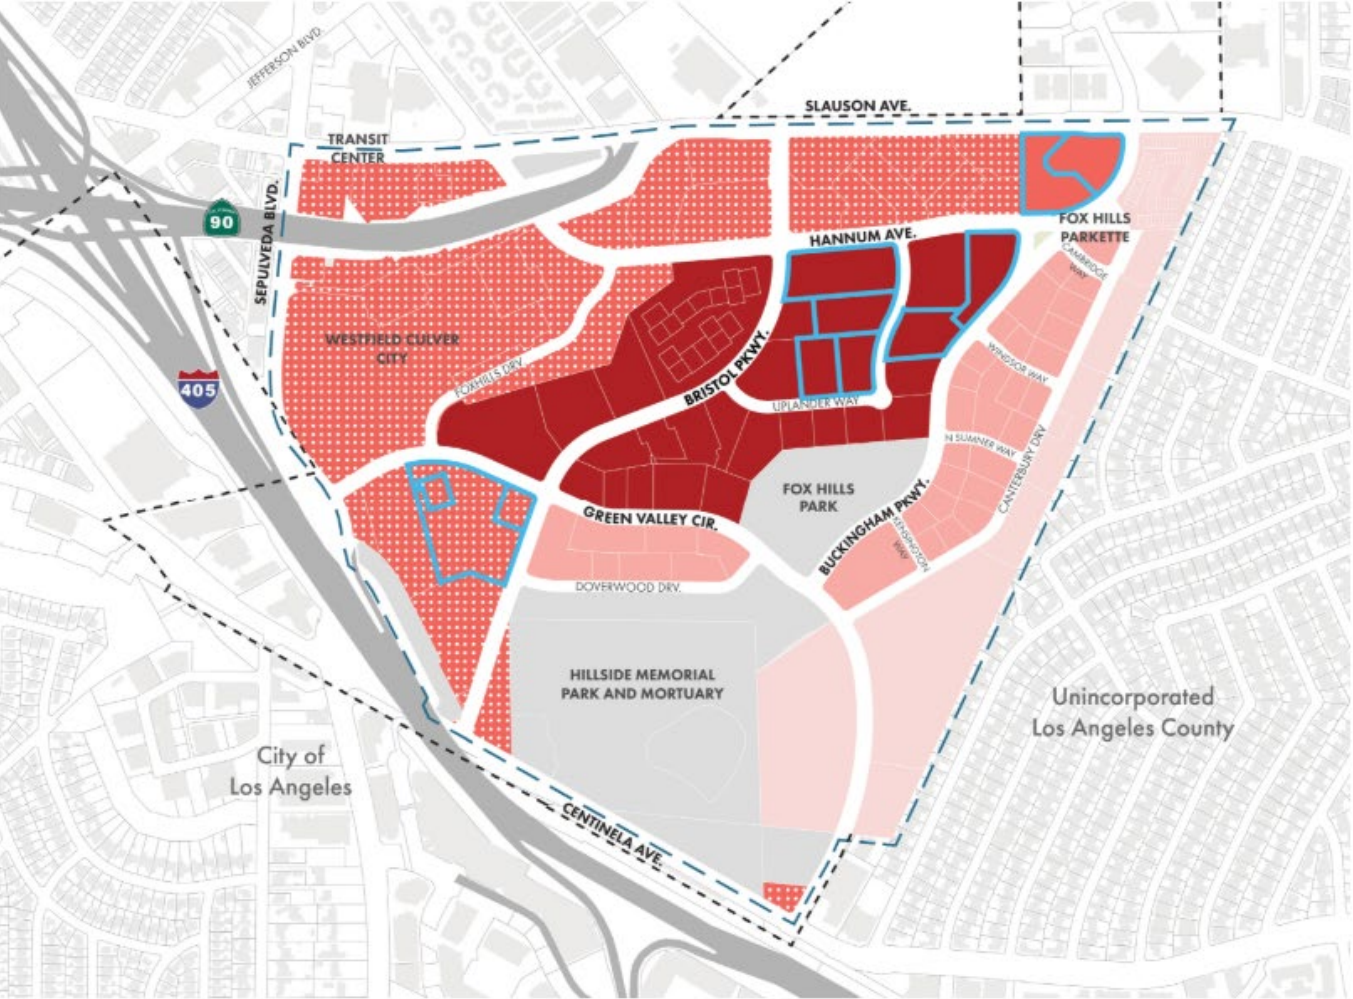 JEFFERSON BLVD.
SLAUSON AVE.
TRANSIT
CENTER
90
SEPULVEDA BLVD.
FOX HILLS
PARKETTE
HANNUM AVE.
CAMBRIDGE
WAY
WESTFIELD CULVER
CITY
FOXHILLS DRV
405
BRISTOL PKWY.
UPLANDER WAY
WINDSOR WAY
N SUMNER WAY
CANTERBURY DRV
FOX HILLS
PARK
BUCKINGHAM PKWY.
KENSINGTON
WAY
GREEN VALLEY CIR.
DOVERWOOD DRV.
HILLSIDE MEMORIAL
PARK AND MORTUARY
Unincorporated
Los Angeles County
City of
Los Angeles
CENTINELA AVE.